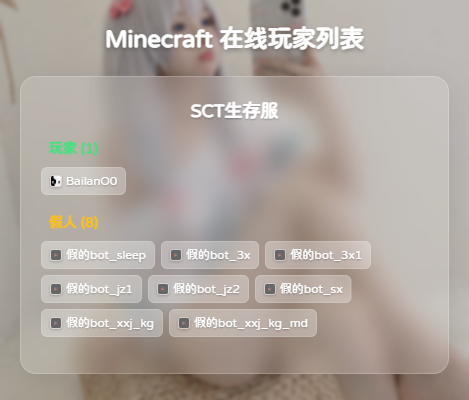 Minecraft 在线玩家列表
SCT生存服
玩家 (1)
BailanO0
假人 (8)
假的bot_sleep 假的bot_3x 假的bot_3x1
假的bot_jz1 假的bot_jz2 假的bot_sx
假的bot_xxj_kg 假的bot_xxj_kg_md